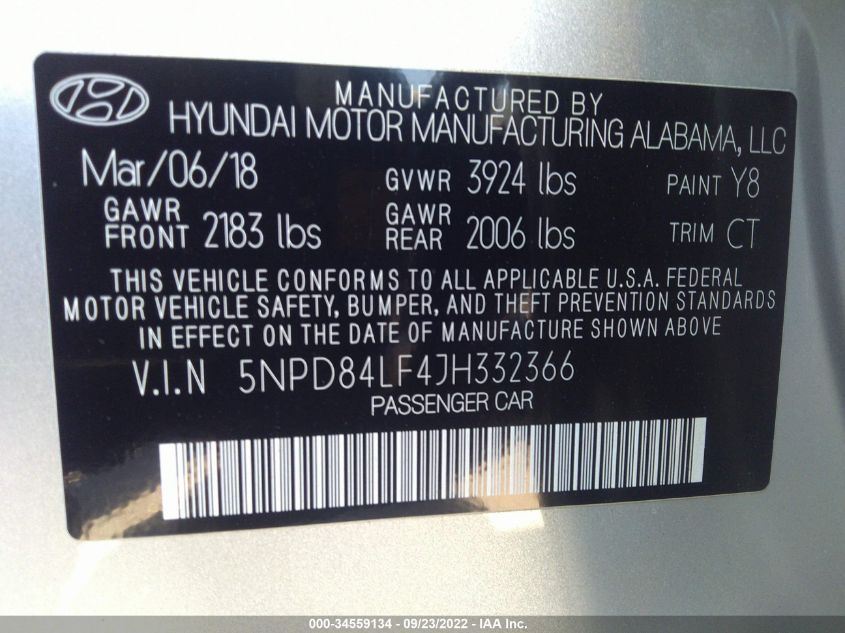 MANUFACTURED BY
HYUNDAI MOTOR MANUFACTURING ALABAMA, LLC
Mar/06/18 GVWR 3924 lbs PAINT Y8
GAWR FRONT 2183 lbs GAWR REAR 2006 lbs TRIM CT
THIS VEHICLE CONFORMS TO ALL APPLICABLE U.S.A. FEDERAL
MOTOR VEHICLE SAFETY, BUMPER, AND THEFT PREVENTION STANDARDS
IN EFFECT ON THE DATE OF MANUFACTURE SHOWN ABOVE
V.I.N 5NPD84LF4JH332366
PASSENGER CAR
000-34559134 - 09/23/2022 - IAA Inc.